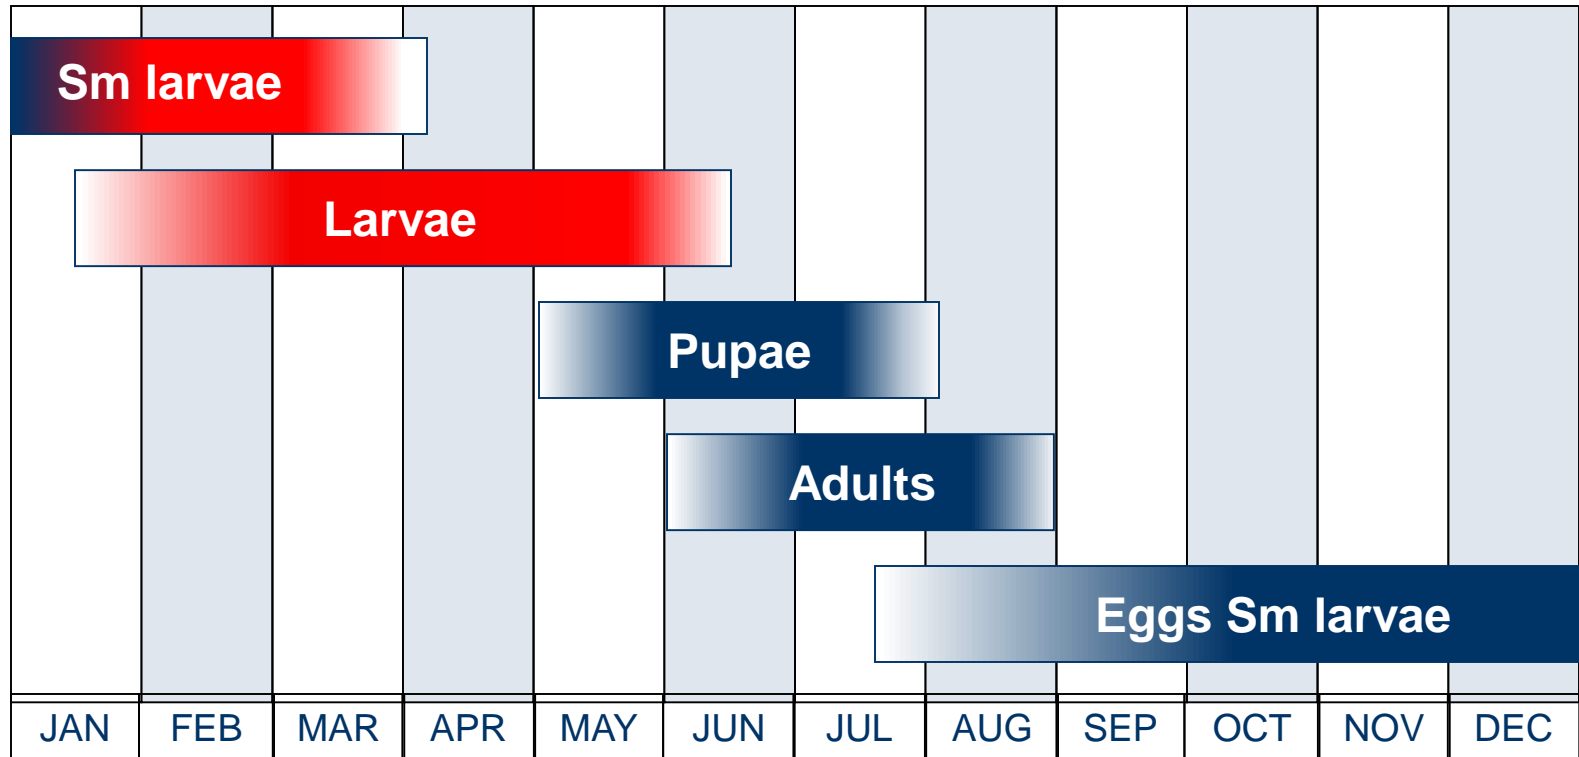 Sm larvae
Larvae
Pupae
Adults
Eggs Sm larvae
JAN FEB MAR APR MAY JUN JUL AUG SEP OCT NOV DEC